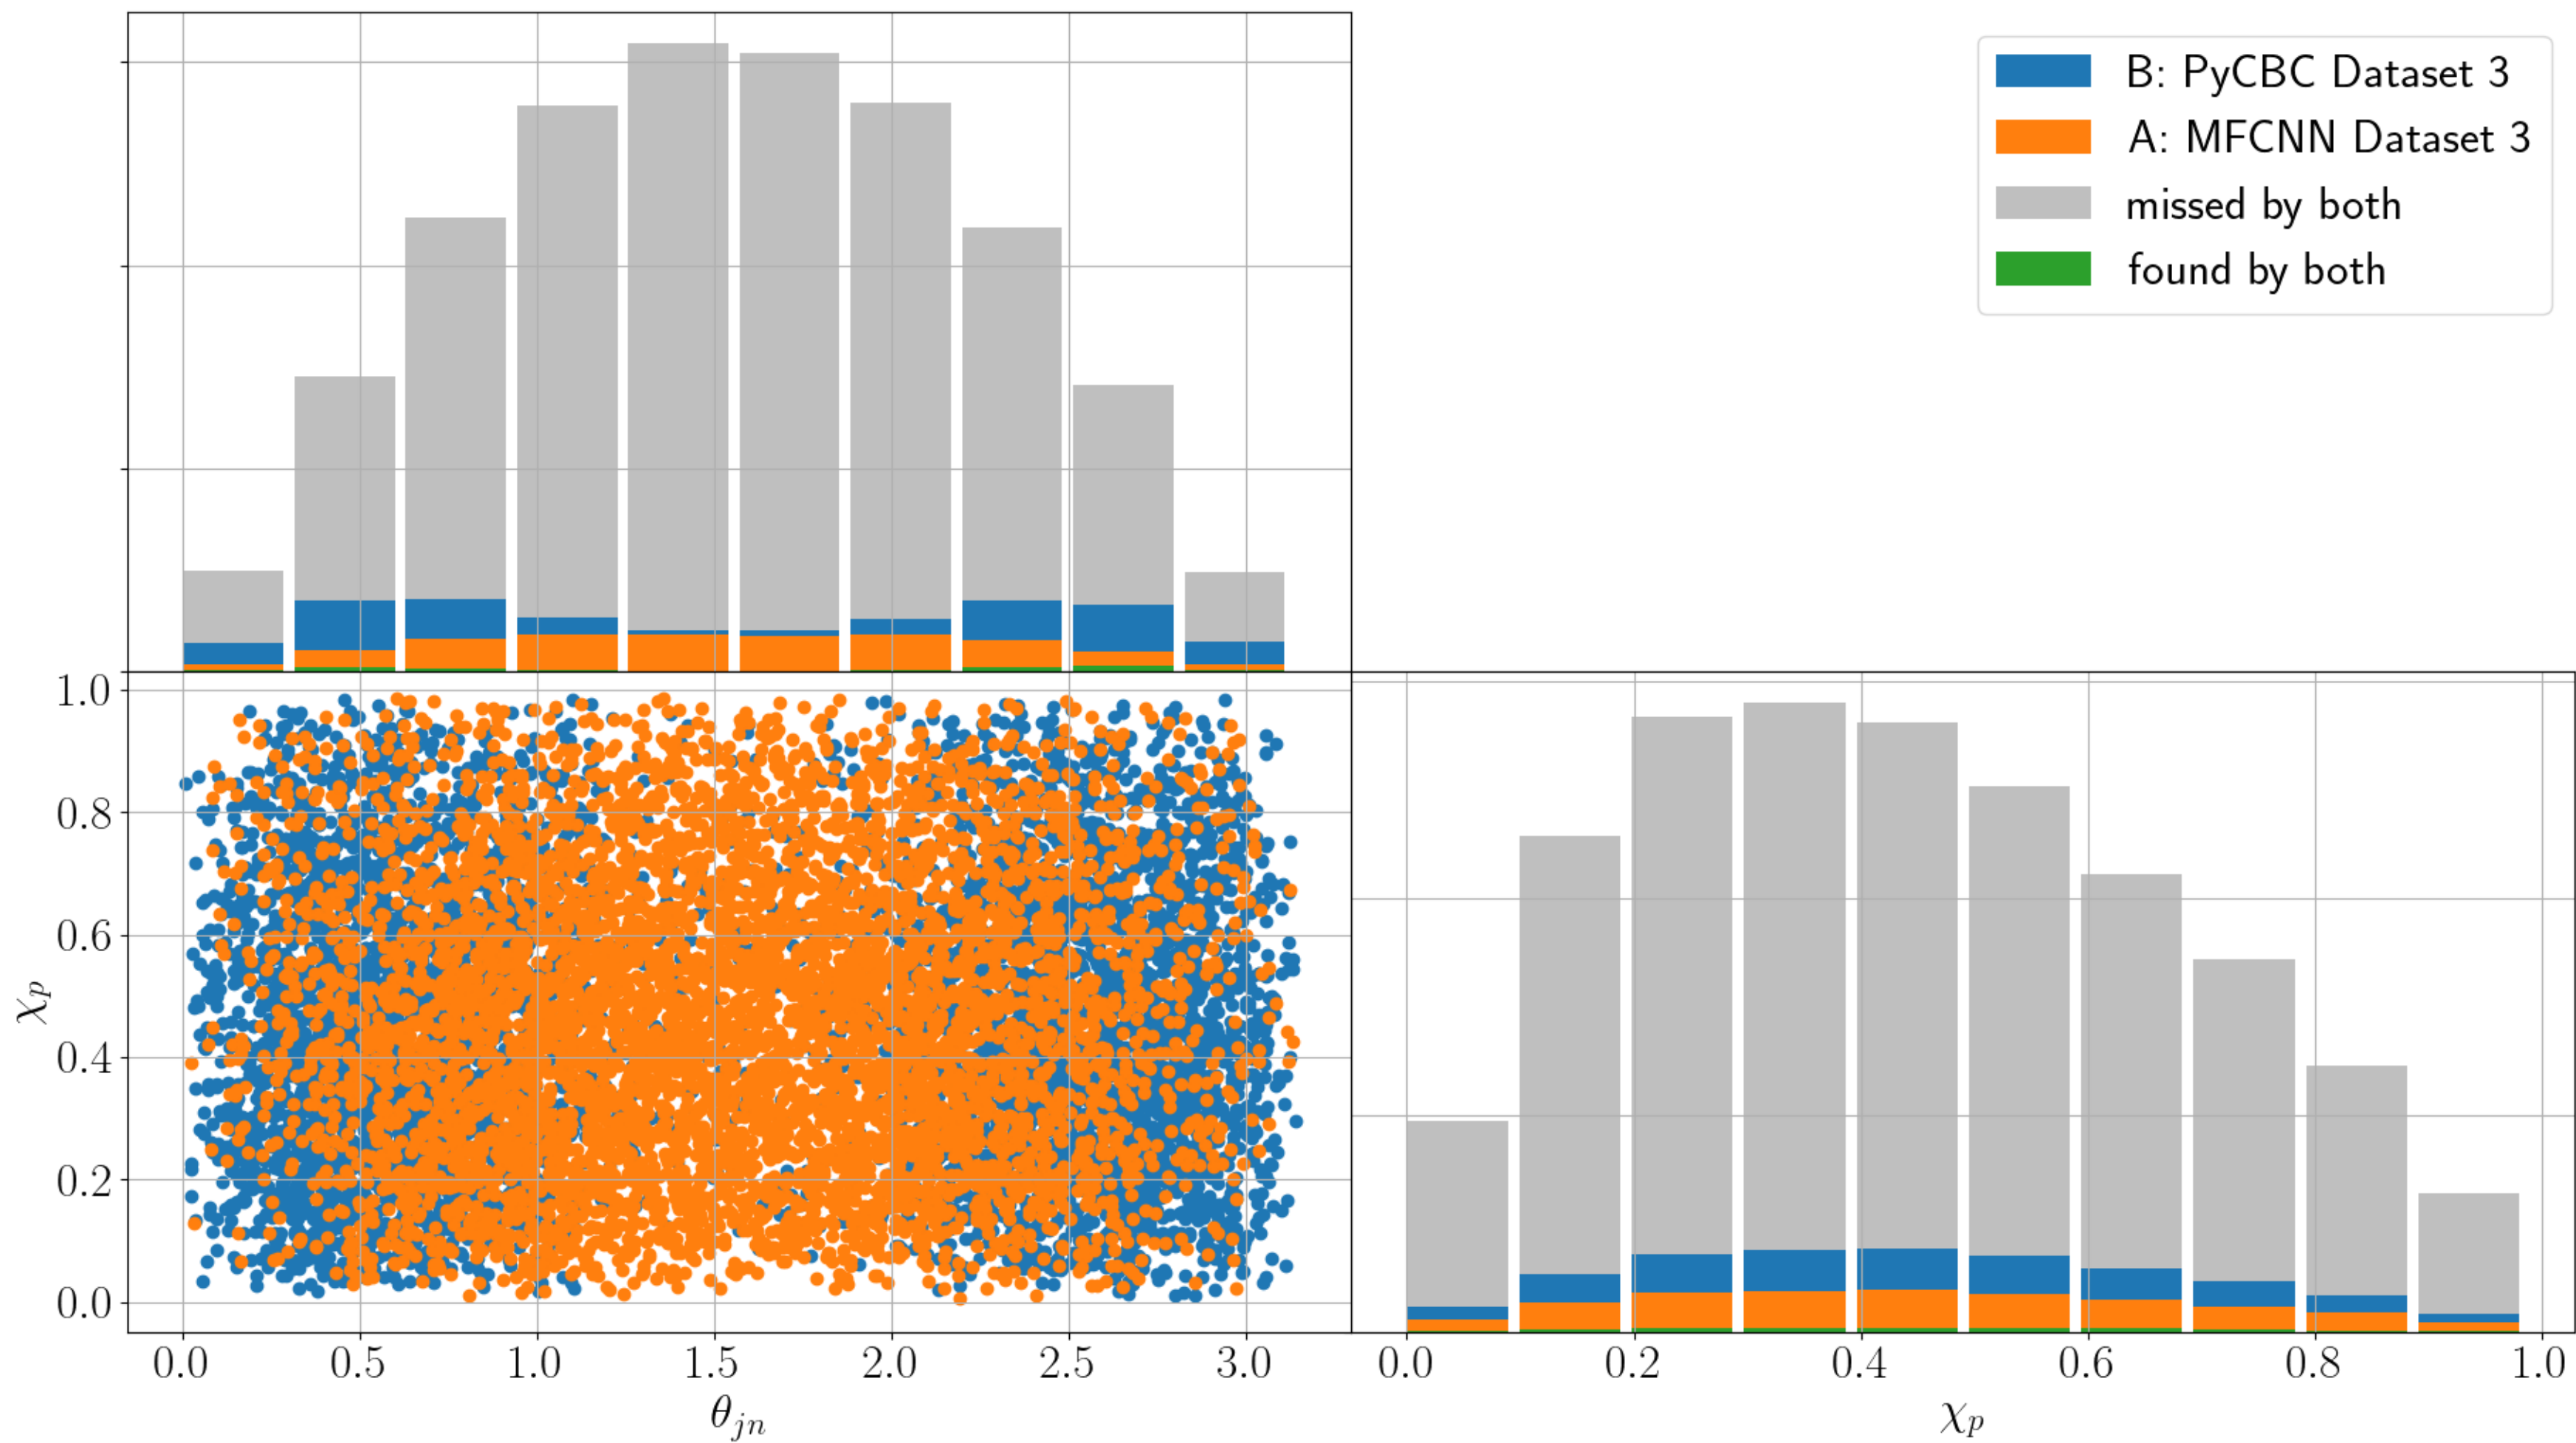 B: PyCBC Dataset 3
A: MFCNN Dataset 3
missed by both
found by both
1.0
0.8
0.6
0.4
0.2
0.0
χp
0.0 0.5 1.0 1.5 2.0 2.5 3.0
θjn
0.0 0.2 0.4 0.6 0.8 1.0
χp